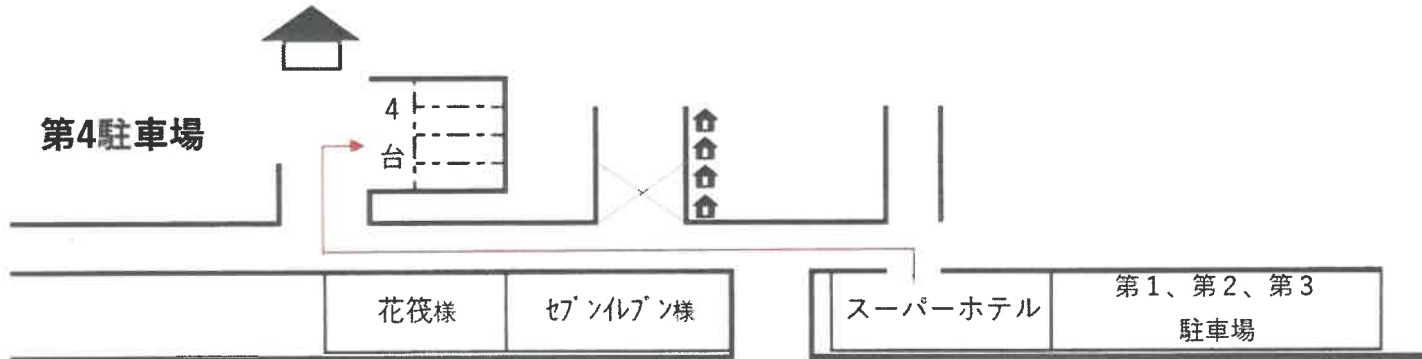 4
台
第4駐車場
花筏様
ｾﾌﾞﾝｲﾚﾌﾞﾝ様
スーパーホテル
第1、第2、第3
駐車場